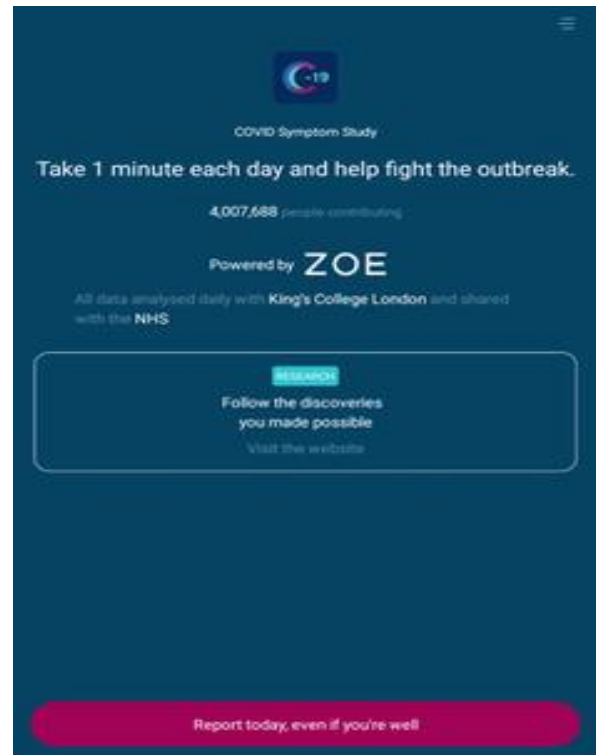 C-19
COVID Symptom Study
Take 1 minute each day and help fight the outbreak.
4,007,688 people contributing
Powered by ZOE
All data analysed daily with King's College London and shared
with the NHS
RESEARCH
Follow the discoveries
you made possible
Visit the website
Report today, even if you're well